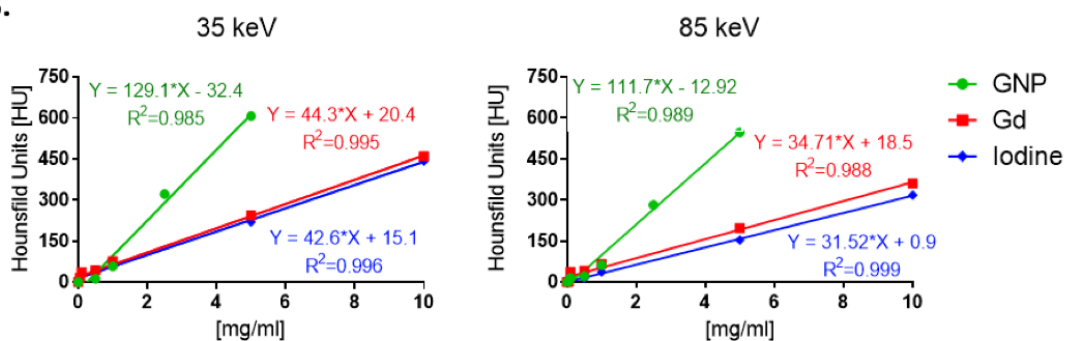 35 keV
85 keV
Hounsfild Units [HU]
750
600
450
300
150
0
Y = 129.1*X - 32.4
R²=0.985
Y = 44.3*X + 20.4
R²=0.995
Y = 42.6*X + 15.1
R²=0.996
0 2 4 6 8 10
[mg/ml]
Hounsfild Units [HU]
750
600
450
300
150
0
Y = 111.7*X - 12.92
R²=0.989
Y = 34.71*X + 18.5
R²=0.988
Y = 31.52*X + 0.9
R²=0.999
0 2 4 6 8 10
[mg/ml]
GNP
Gd
Iodine